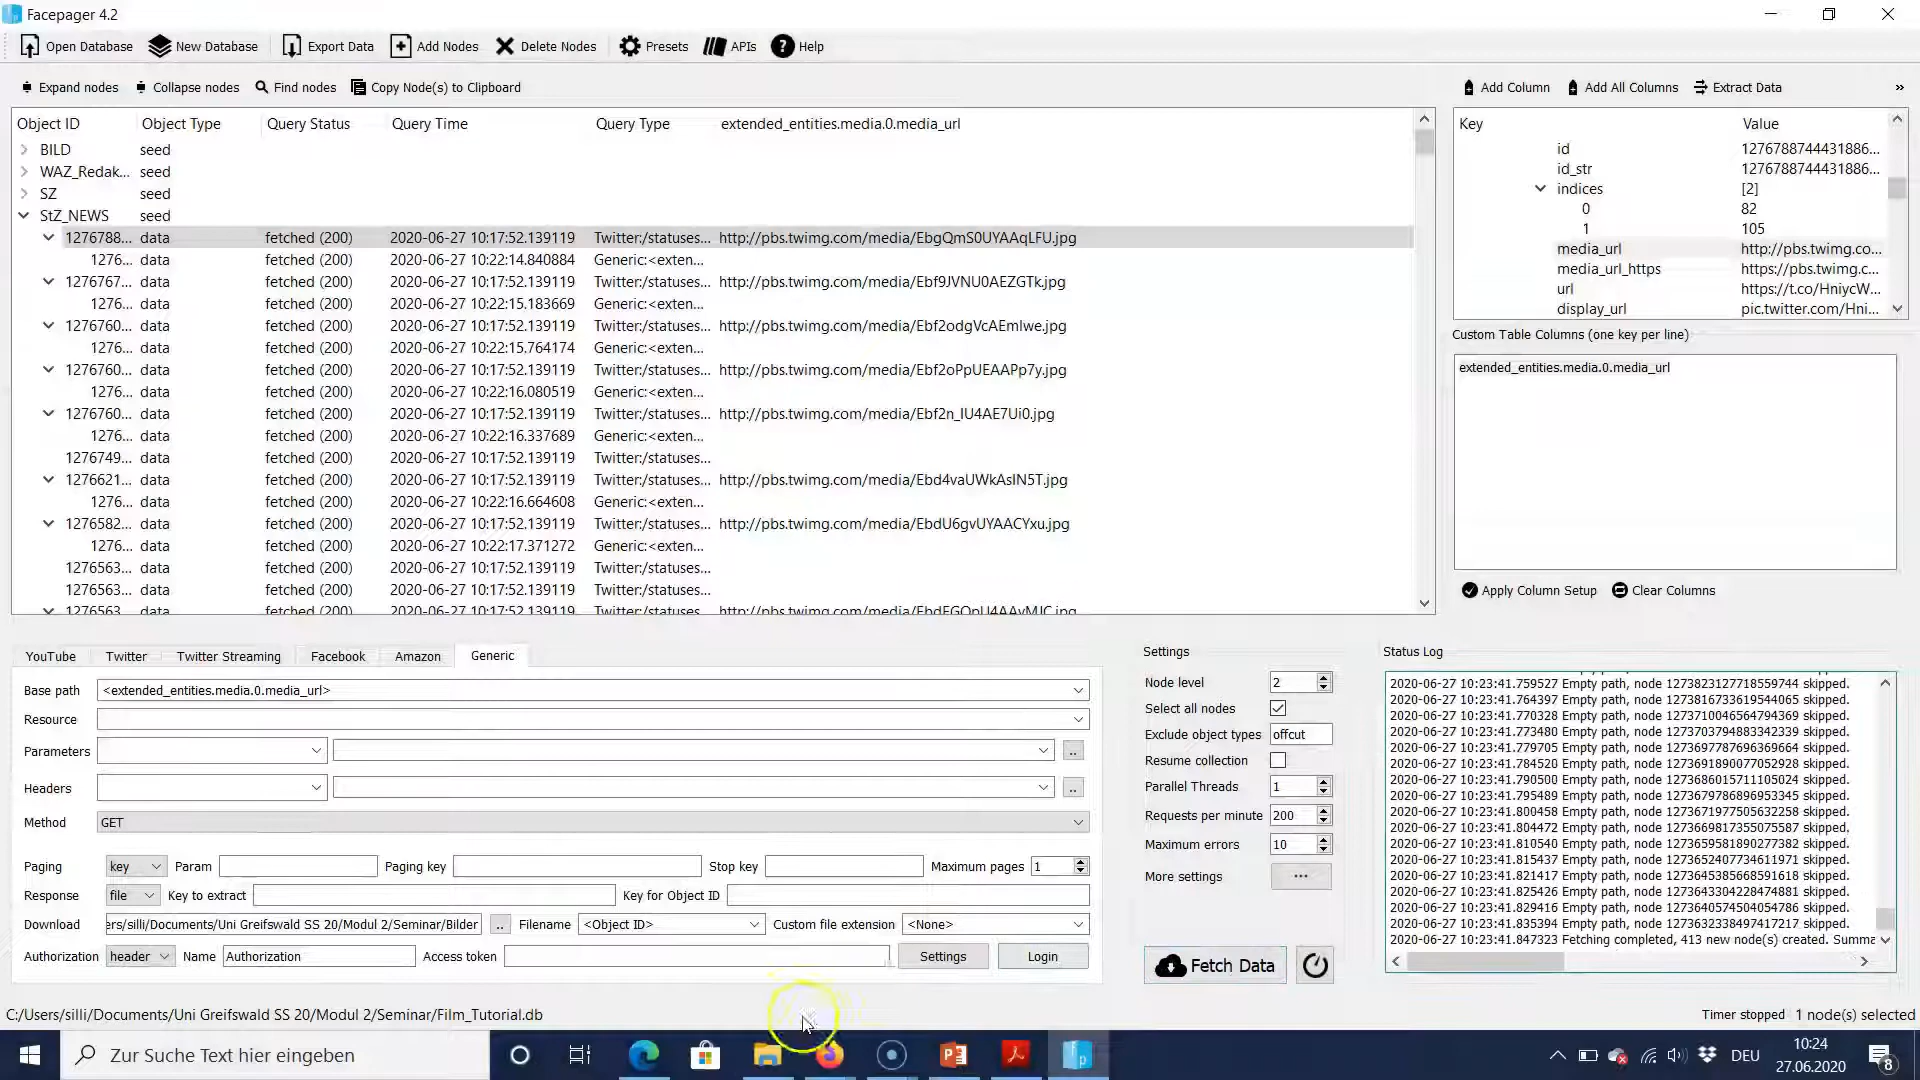 Facepager 4.2
Open Database New Database Export Data Add Nodes Delete Nodes Presets APIs Help
Expand nodes Collapse nodes Find nodes Copy Node(s) to Clipboard
Object ID Object Type Query Status Query Time Query Type extended_entities.media.0.media_url
BILD seed
WAZ_Redak... seed
SZ seed
StZ_NEWS seed
1276788... data fetched (200) 2020-06-27 10:17:52.139119 Twitter:/statuses... http://pbs.twimg.com/media/EbgQmS0UYAAqLFU.jpg
1276... data fetched (200) 2020-06-27 10:22:14.840884 Generic:<exten...
1276767... data fetched (200) 2020-06-27 10:17:52.139119 Twitter:/statuses... http://pbs.twimg.com/media/Ebf9JVNU0AEZGTk.jpg
1276... data fetched (200) 2020-06-27 10:22:15.183669 Generic:<exten...
1276760... data fetched (200) 2020-06-27 10:17:52.139119 Twitter:/statuses... http://pbs.twimg.com/media/Ebf2odgVcAEmlwe.jpg
1276... data fetched (200) 2020-06-27 10:22:15.764174 Generic:<exten...
1276760... data fetched (200) 2020-06-27 10:17:52.139119 Twitter:/statuses... http://pbs.twimg.com/media/Ebf2oPpUEAAPp7y.jpg
1276... data fetched (200) 2020-06-27 10:22:16.080519 Generic:<exten...
1276760... data fetched (200) 2020-06-27 10:17:52.139119 Twitter:/statuses... http://pbs.twimg.com/media/Ebf2n_IU4AE7Ui0.jpg
1276... data fetched (200) 2020-06-27 10:22:16.337689 Generic:<exten...
1276749... data fetched (200) 2020-06-27 10:17:52.139119 Twitter:/statuses...
1276621... data fetched (200) 2020-06-27 10:17:52.139119 Twitter:/statuses... http://pbs.twimg.com/media/Ebd4vaUWkAsIN5T.jpg
1276... data fetched (200) 2020-06-27 10:22:16.664608 Generic:<exten...
1276582... data fetched (200) 2020-06-27 10:17:52.139119 Twitter:/statuses... http://pbs.twimg.com/media/EbdU6gvUYAACYxu.jpg
1276... data fetched (200) 2020-06-27 10:22:17.371272 Generic:<exten...
1276563... data fetched (200) 2020-06-27 10:17:52.139119 Twitter:/statuses...
1276563... data fetched (200) 2020-06-27 10:17:52.139119 Twitter:/statuses...
1276563... data fetched (200) 2020-06-27 10:17:52.139119 Twitter:/statuses...
Add Column Add All Columns Extract Data »
Key Value
id 1276788744431886...
id_str 1276788744431886...
indices [2]
0 82
1 105
media_url http://pbs.twimg.co...
media_url_https https://pbs.twimg.c...
url https://t.co/HniycW...
display_url pic.twitter.com/Hni...
Custom Table Columns (one key per line)
extended_entities.media.0.media_url
Apply Column Setup Clear Columns
YouTube Twitter Twitter Streaming Facebook Amazon Generic
Base path <extended_entities.media.0.media_url>
Resource
Parameters ..
Headers ..
Method GET
Paging key Param Paging key Stop key Maximum pages 1
Response file Key to extract Key for Object ID
Download ers/silli/Documents/Uni Greifswald SS 20/Modul 2/Seminar/Bilder .. Filename <Object ID> Custom file extension <None>
Authorization header Name Authorization Access token Settings Login
Settings
Node level 2
Select all nodes
Exclude object types offcut
Resume collection
Parallel Threads 1
Requests per minute 200
Maximum errors 10
More settings ...
Fetch Data
Status Log
2020-06-27 10:23:41.759527 Empty path, node 1273823127718559744 skipped.
2020-06-27 10:23:41.764397 Empty path, node 1273816733619544065 skipped.
2020-06-27 10:23:41.770328 Empty path, node 1273710046564794369 skipped.
2020-06-27 10:23:41.773480 Empty path, node 1273703794883342339 skipped.
2020-06-27 10:23:41.779705 Empty path, node 1273697787696369664 skipped.
2020-06-27 10:23:41.784520 Empty path, node 1273691890077052928 skipped.
2020-06-27 10:23:41.790500 Empty path, node 1273686015711105024 skipped.
2020-06-27 10:23:41.795489 Empty path, node 1273679786896953345 skipped.
2020-06-27 10:23:41.800458 Empty path, node 1273671977505632258 skipped.
2020-06-27 10:23:41.804472 Empty path, node 1273669817355075587 skipped.
2020-06-27 10:23:41.810540 Empty path, node 1273659581890277382 skipped.
2020-06-27 10:23:41.815437 Empty path, node 1273652407734611971 skipped.
2020-06-27 10:23:41.821417 Empty path, node 1273645385668591618 skipped.
2020-06-27 10:23:41.825426 Empty path, node 1273643304228474881 skipped.
2020-06-27 10:23:41.829416 Empty path, node 1273640574504054786 skipped.
2020-06-27 10:23:41.835394 Empty path, node 1273632338497417217 skipped.
2020-06-27 10:23:41.847323 Fetching completed, 413 new node(s) created. Summa
C:/Users/silli/Documents/Uni Greifswald SS 20/Modul 2/Seminar/Film_Tutorial.db
Timer stopped 1 node(s) selected
Zur Suche Text hier eingeben
DEU
10:24
27.06.2020
8